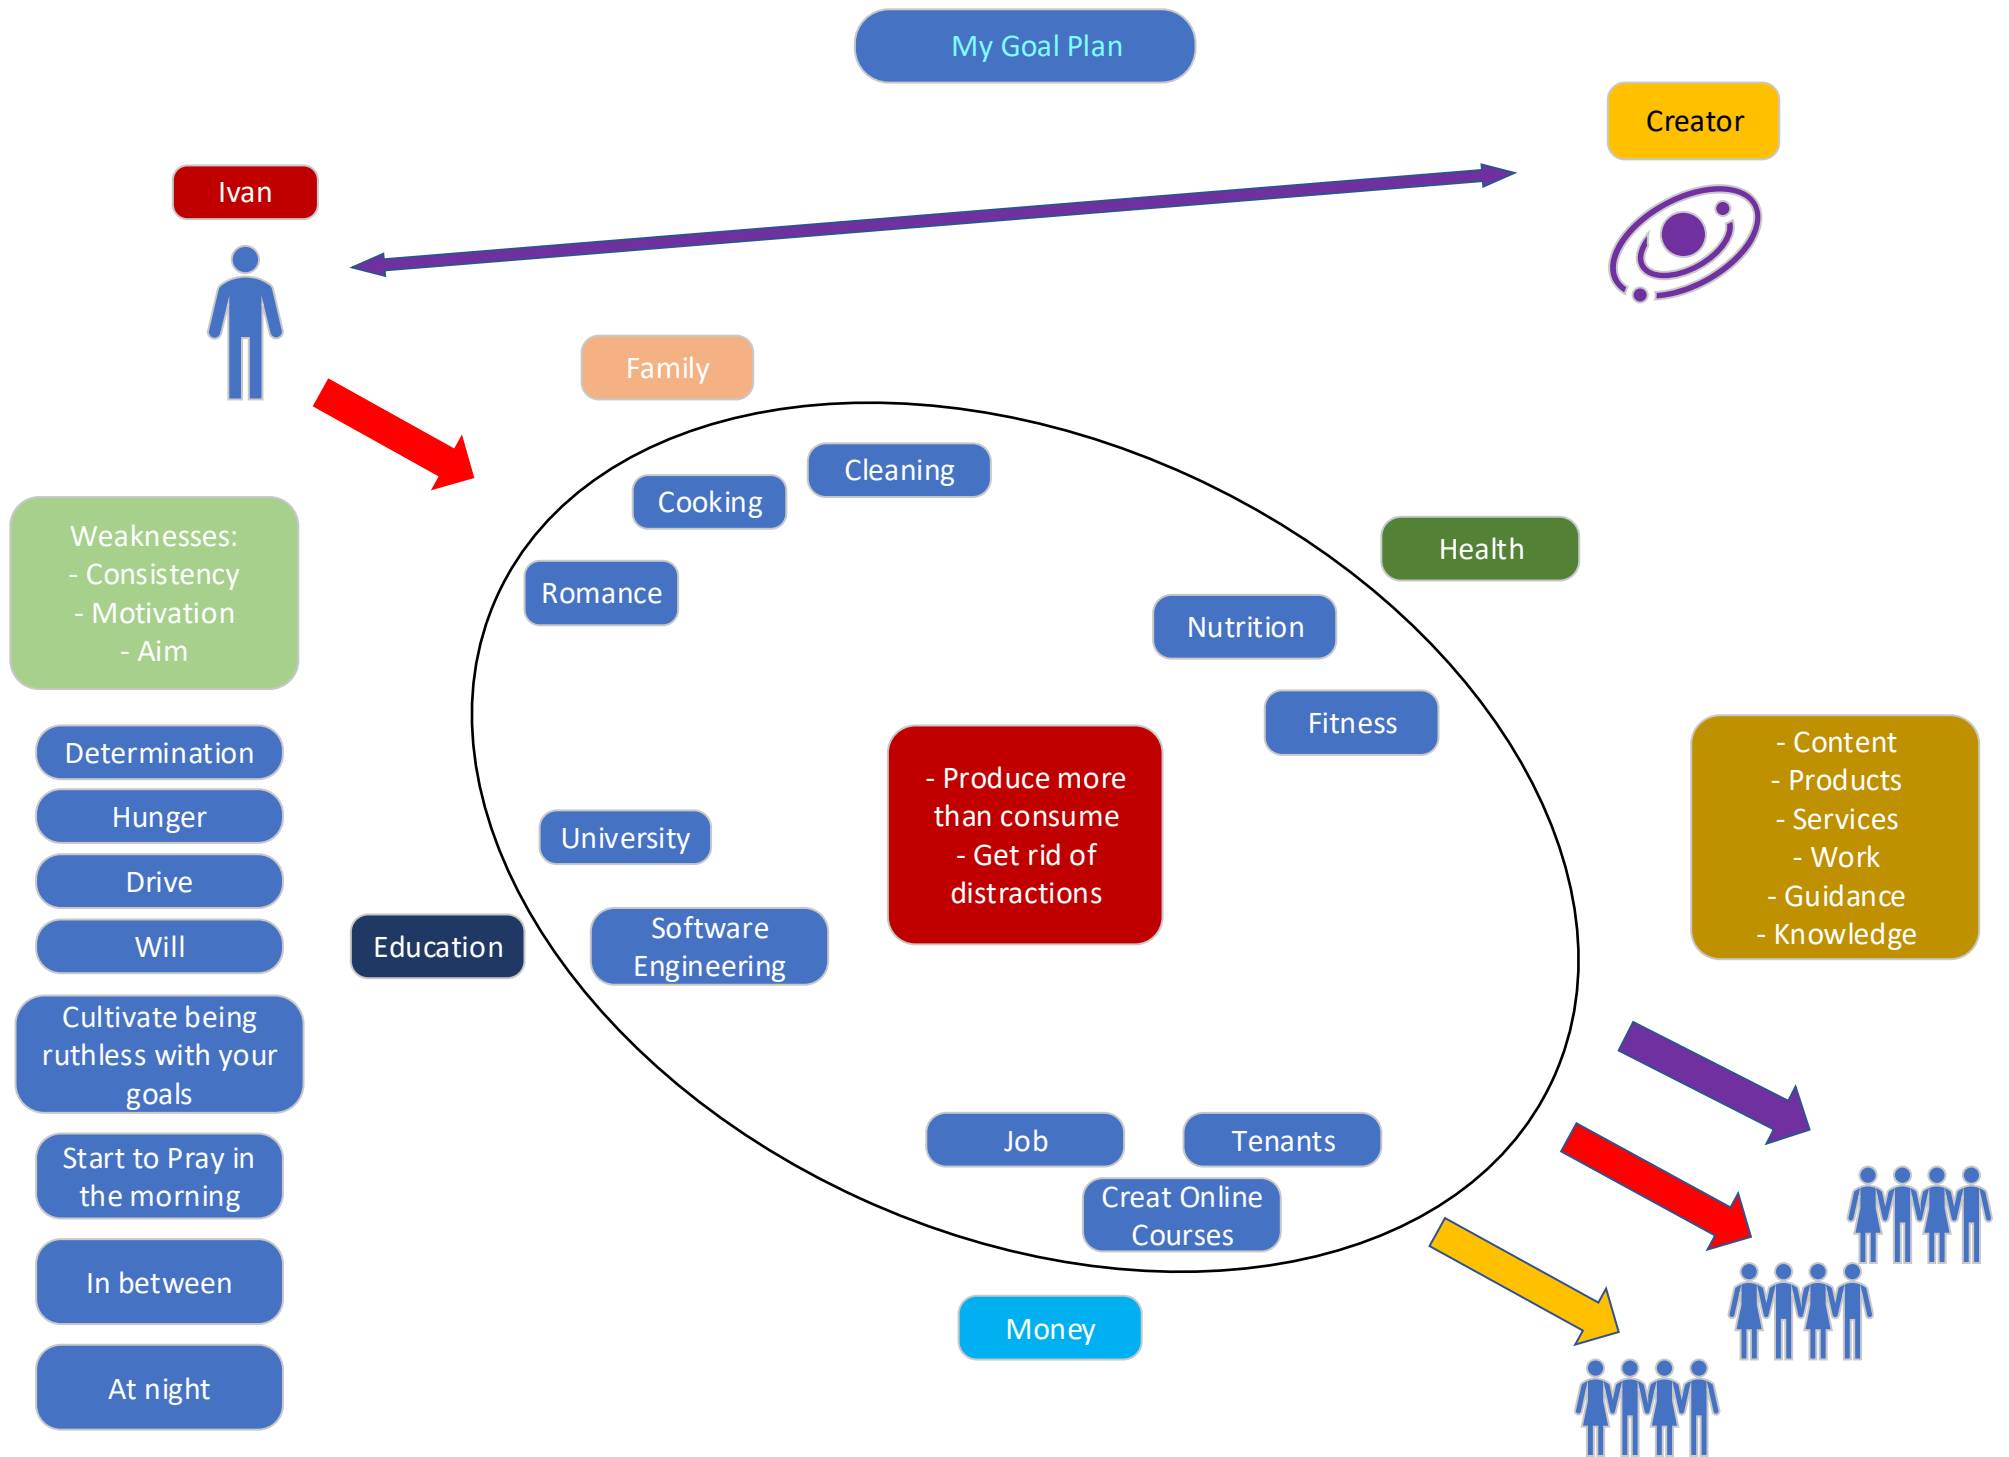 My Goal Plan
Creator
Ivan
Family
Cleaning
Cooking
Romance
Health
Nutrition
Fitness
Weaknesses:
- Consistency
- Motivation
- Aim
Determination
Hunger
Drive
Will
Cultivate being
ruthless with your
goals
Start to Pray in
the morning
In between
At night
- Produce more
than consume
- Get rid of
distractions
University
Software
Engineering
Education
- Content
- Products
- Services
- Work
- Guidance
- Knowledge
Job
Tenants
Creat Online
Courses
Money